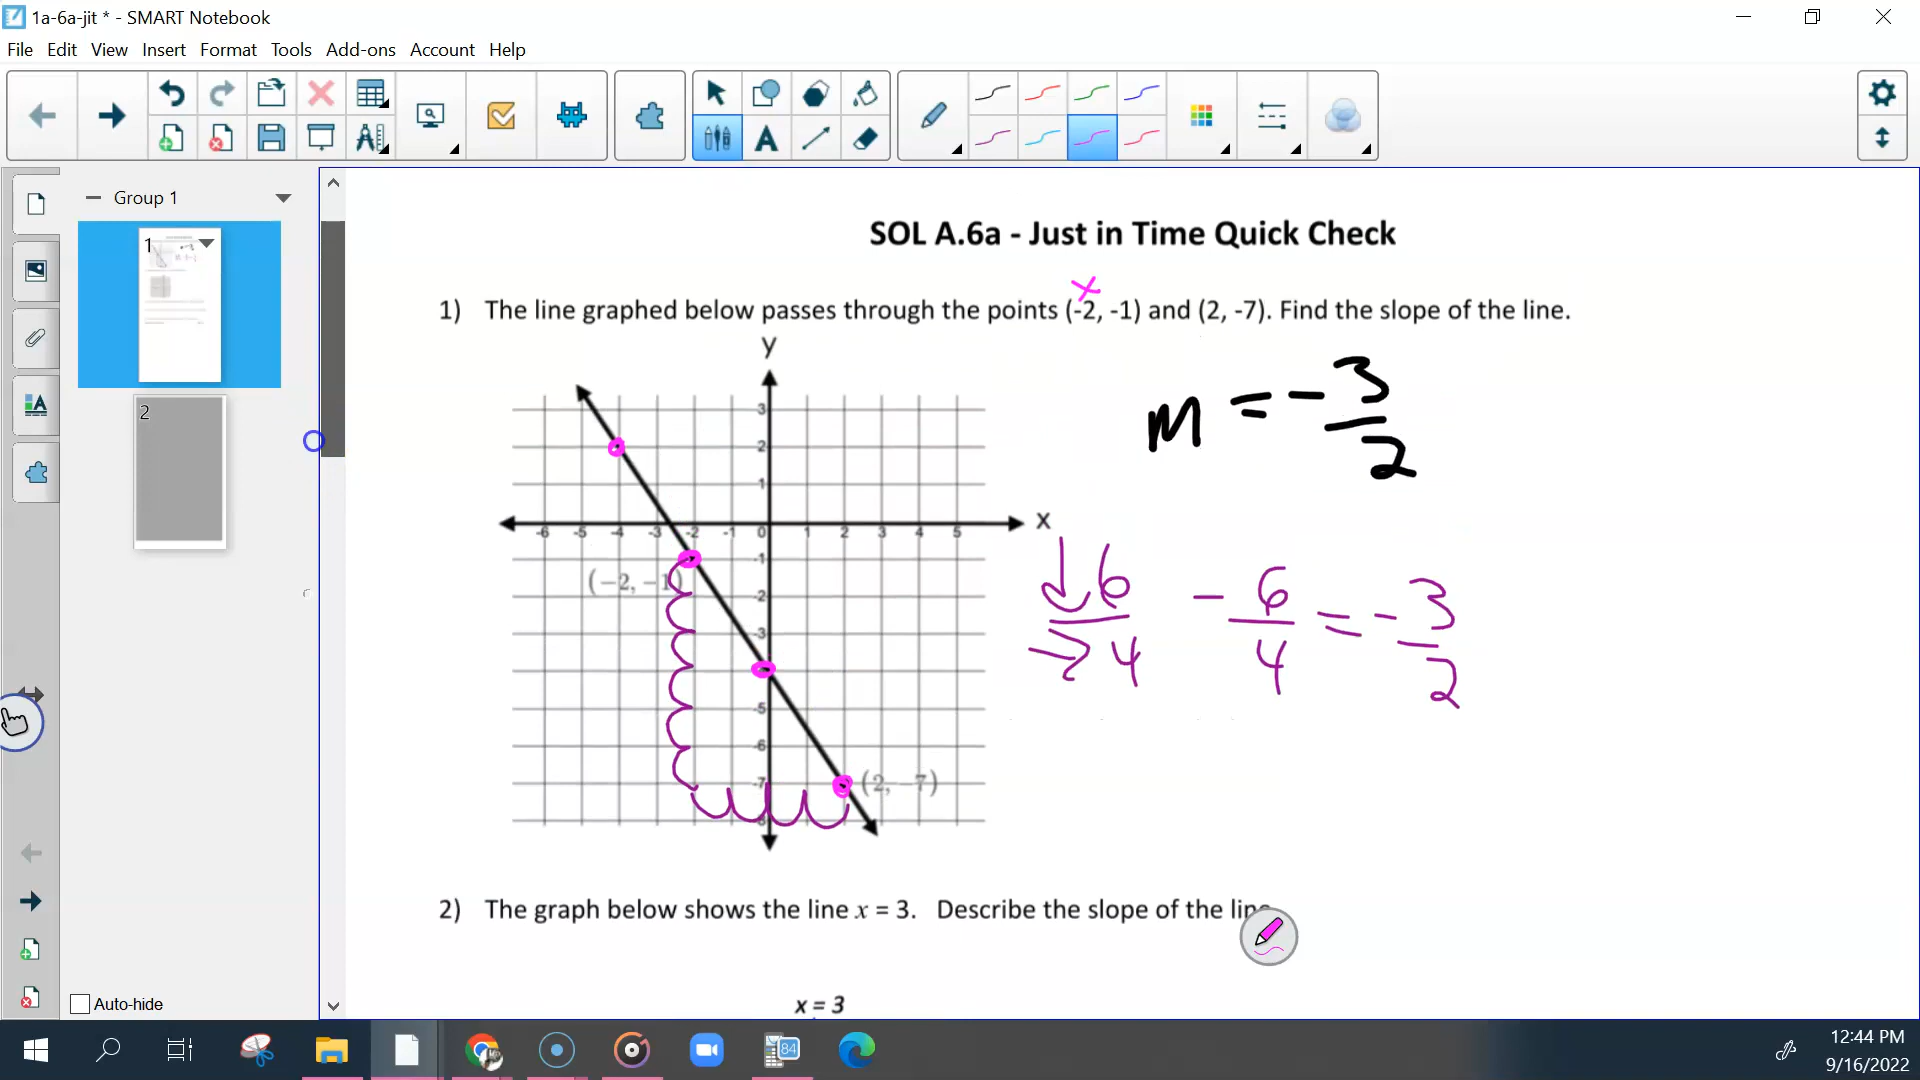 1a-6a-jit * - SMART Notebook
File Edit View Insert Format Tools Add-ons Account Help
Group 1
1
2
Auto-hide
SOL A.6a - Just in Time Quick Check
x
1) The line graphed below passes through the points (-2, -1) and (2, -7). Find the slope of the line.
y
m = - 3/2
3
2
1
x
-6 -5 -4 -3 -2 -1 0 1 2 3 4 5
-1
(−2, −1)
-2
-3
-5
-6
-7
(2, −7)
↓6/→4 - 6/4 = - 3/2
2) The graph below shows the line x = 3. Describe the slope of the line
x = 3
84
12:44 PM
9/16/2022